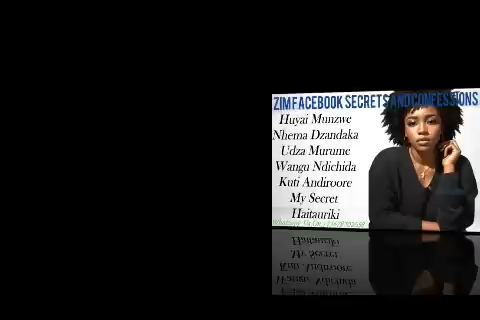 ZIM FACEBOOK SECRETS AND CONFESSIONS
Huyai Munzwe
Nhema Dzandaka
Udza Murume
Wangu Ndichida
Kuti Andiroore
My Secret
Haitauriki